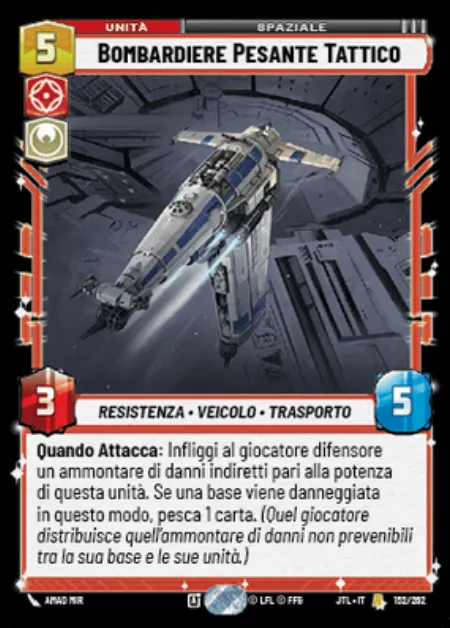 UNITÀ
SPAZIALE
5
BOMBARDIERE PESANTE TATTICO
3
RESISTENZA • VEICOLO • TRASPORTO
5
Quando Attacca: Infliggi al giocatore difensore
un ammontare di danni indiretti pari alla potenza
di questa unità. Se una base viene danneggiata
in questo modo, pesca 1 carta. (Quel giocatore
distribuisce quell'ammontare di danni non prevenibili
tra la sua base e le sue unità.)
AMAD MIR
© LFL © FFG
JTL • IT
152/262